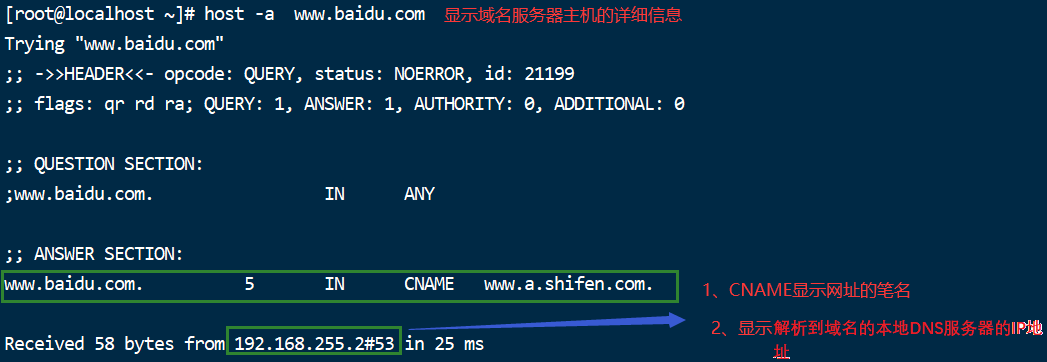 [root@localhost ~]# host -a  www.baidu.com  显示域名服务器主机的详细信息
Trying "www.baidu.com"
;; ->>HEADER<<- opcode: QUERY, status: NOERROR, id: 21199
;; flags: qr rd ra; QUERY: 1, ANSWER: 1, AUTHORITY: 0, ADDITIONAL: 0
;; QUESTION SECTION:
;www.baidu.com.                 IN      ANY
;; ANSWER SECTION:
www.baidu.com.          5       IN      CNAME   www.a.shifen.com.
1、CNAME显示网址的笔名
2、显示解析到域名的本地DNS服务器的IP地
址
Received 58 bytes from 192.168.255.2#53 in 25 ms